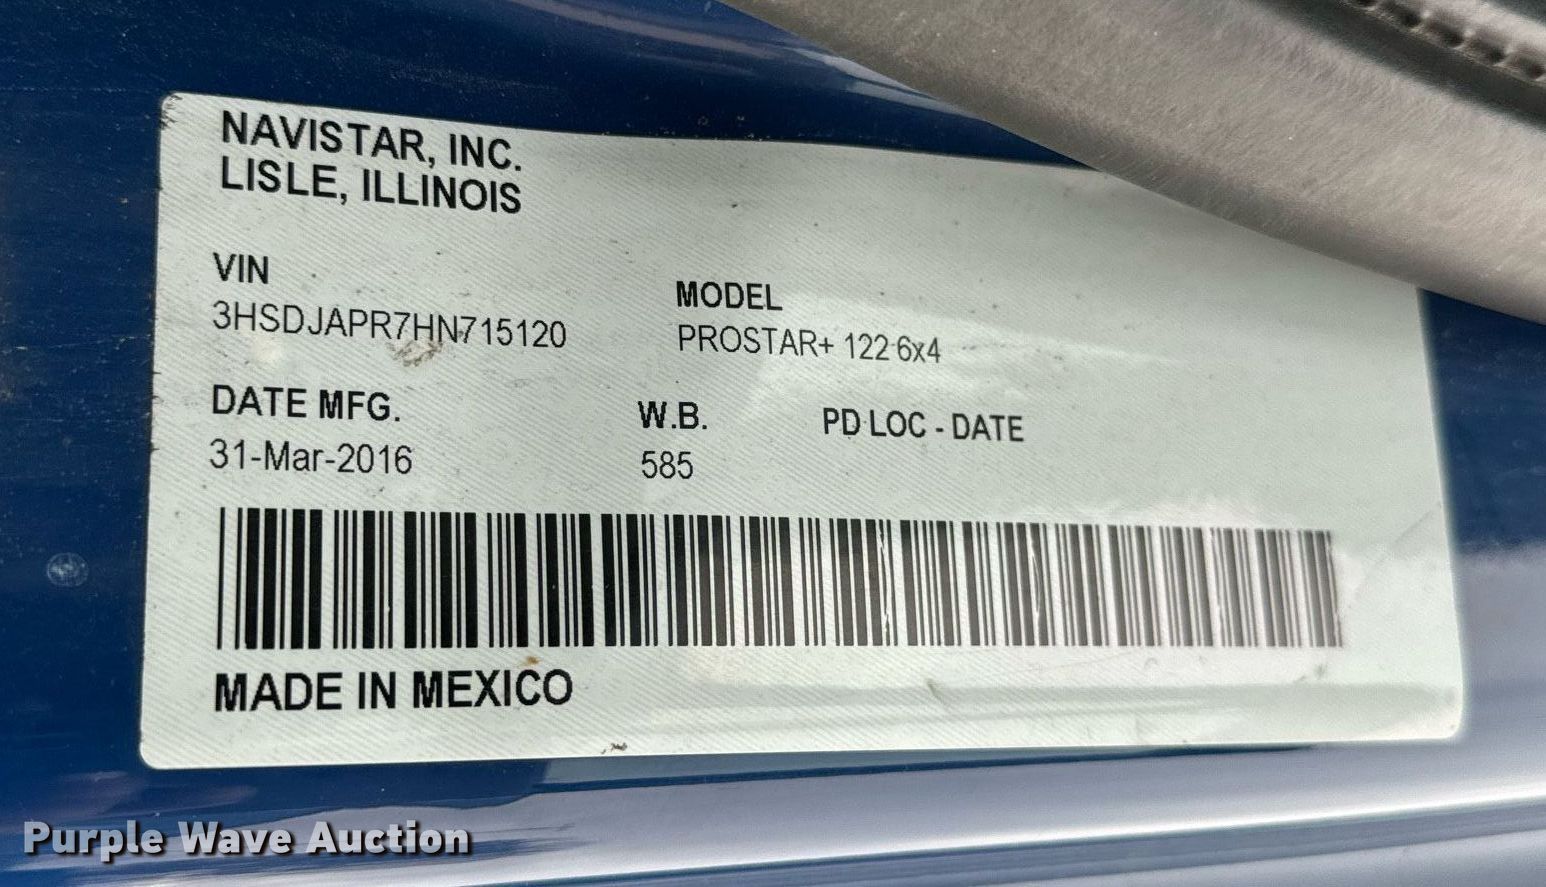 NAVISTAR, INC.
LISLE, ILLINOIS
VIN
3HSDJAPR7HN715120
MODEL
PROSTAR+ 122 6x4
DATE MFG.
31-Mar-2016
W.B.
585
PD LOC - DATE
MADE IN MEXICO
Purple Wave Auction